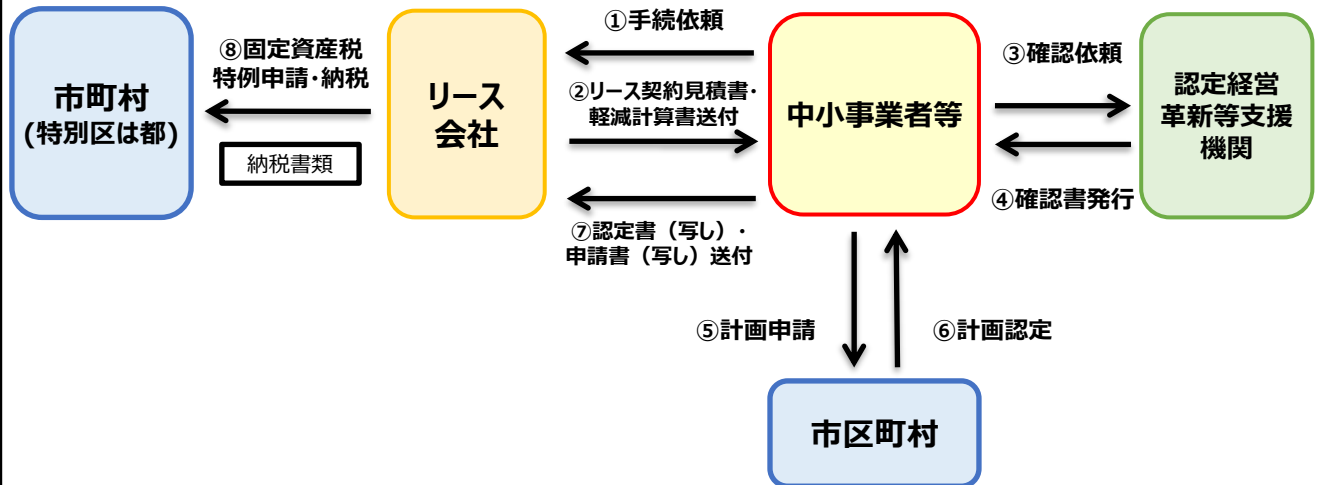 市町村
(特別区は都)
⑧固定資産税
特例申請・納税
納税書類
リース
会社
①手続依頼
②リース契約見積書・
軽減計算書送付
⑦認定書（写し）・
申請書（写し）送付
中小事業者等
③確認依頼
④確認書発行
認定経営
革新等支援
機関
⑤計画申請
⑥計画認定
市区町村